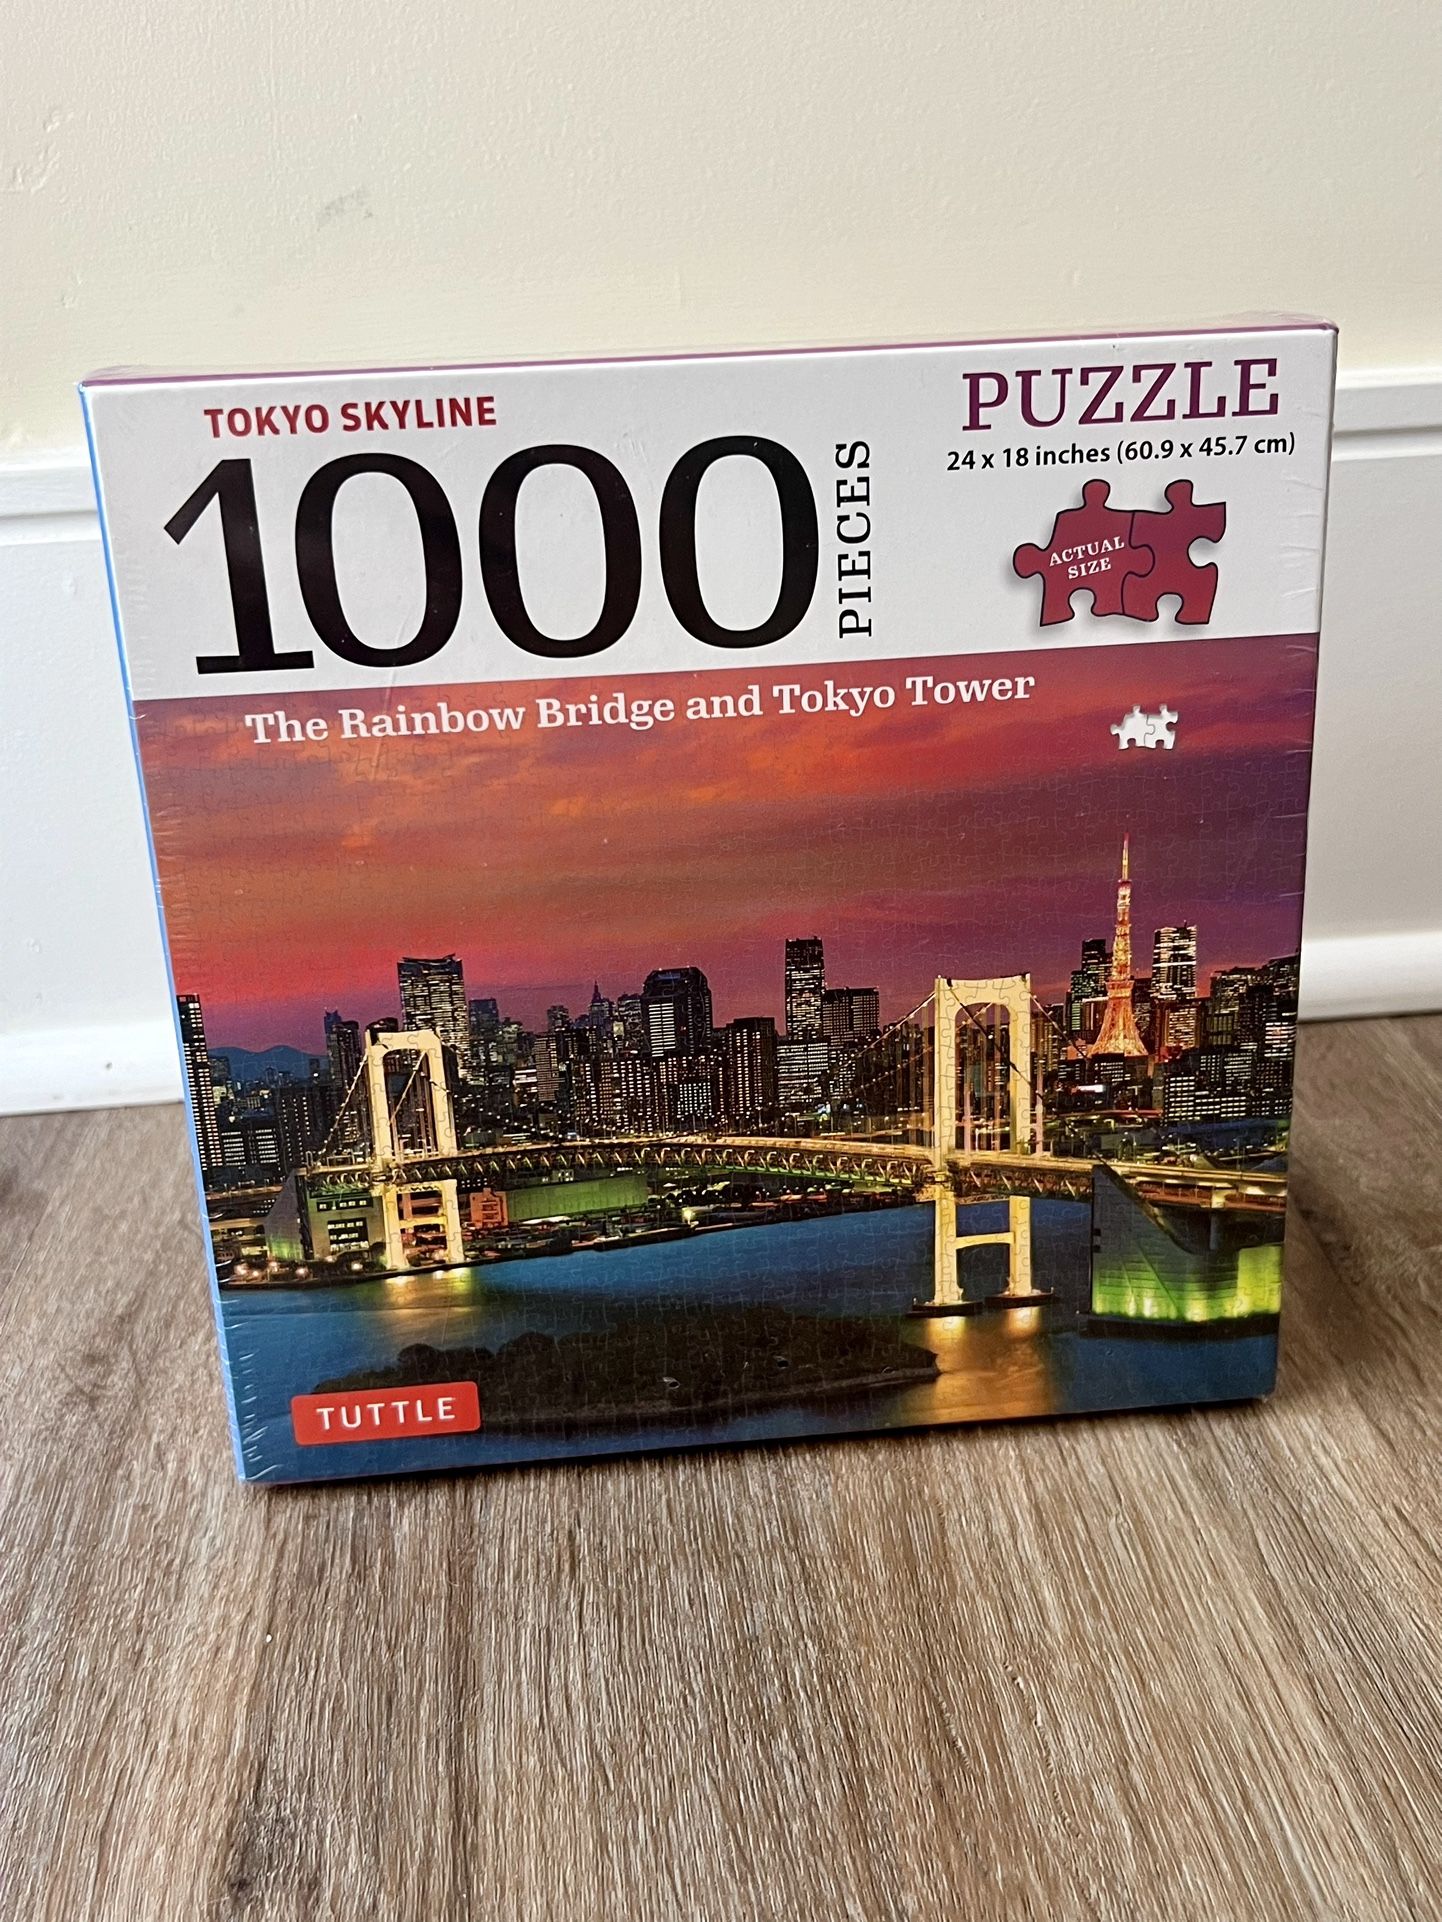 TOKYO SKYLINE
1000
PIECES
PUZZLE
24 x 18 inches (60.9 x 45.7 cm)
ACTUAL
SIZE
The Rainbow Bridge and Tokyo Tower
TUTTLE